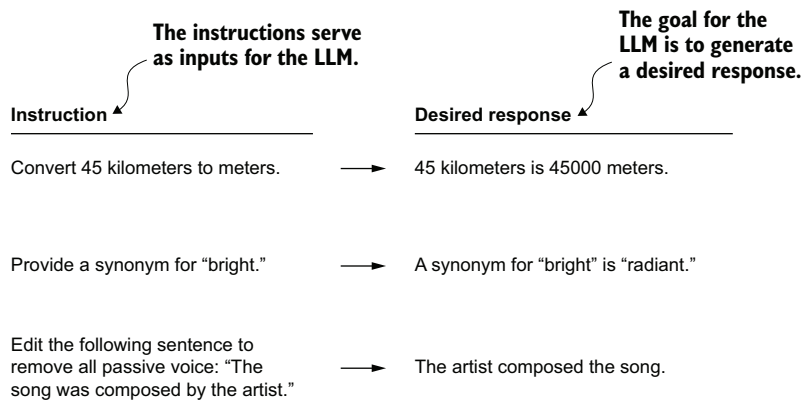 The instructions serve
as inputs for the LLM.
The goal for the
LLM is to generate
a desired response.
Instruction
Desired response
Convert 45 kilometers to meters.
45 kilometers is 45000 meters.
Provide a synonym for “bright.”
A synonym for “bright” is “radiant.”
Edit the following sentence to
remove all passive voice: “The
song was composed by the artist.”
The artist composed the song.